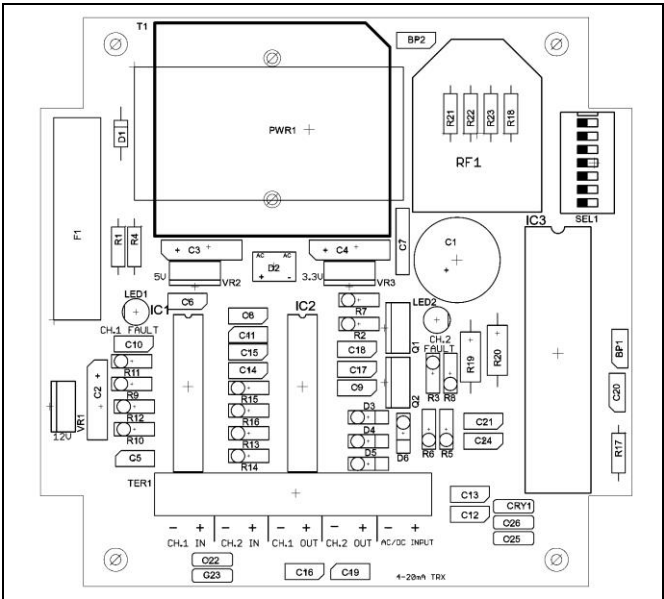 T1
BP2
PWR1
D1
R21
R22
R23
R18
RF1
F1
R1
R4
SEL1
IC3
C7
C1
+
+ C3
AC AC
D2
+ -
+ C4
5V
VR2
3.3V
VR3
LED1
C6
IC1
C8
IC2
R7
LED2
CH.1 FAULT
R2
Q1
CH.2
FAULT
C10
C41
C18
R11
C15
C17
R19
R20
BP1
C2 +
R9
C14
C9
Q2
R3
R8
C20
VR1
12V
R12
R15
D3
R10
R16
D4
D6
R6
R5
C21
C24
R13
D5
R17
C5
R14
TER1
C13
C12
CRY1
O26
O25
- + - + - + - + - +
CH.1 IN CH.2 IN CH.1 OUT CH.2 OUT AC/DC INPUT
O22
G23
C16
C19
4-20mA TRX